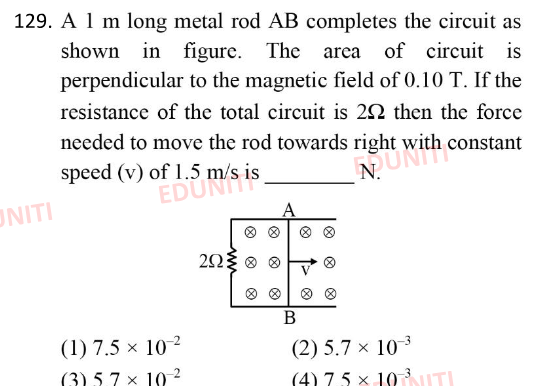 129. A 1 m long metal rod AB completes the circuit as
shown in figure. The area of circuit is
perpendicular to the magnetic field of 0.10 T. If the
resistance of the total circuit is 2Ω then the force
needed to move the rod towards right with constant
speed (v) of 1.5 m/s is ________ N.
EDUNITI
EDUNITI
UNITI
A
2Ω
V
B
(1) 7.5 × 10⁻² (2) 5.7 × 10⁻³
(3) 5.7 × 10⁻² (4) 7.5 × 10⁻³
UNITI